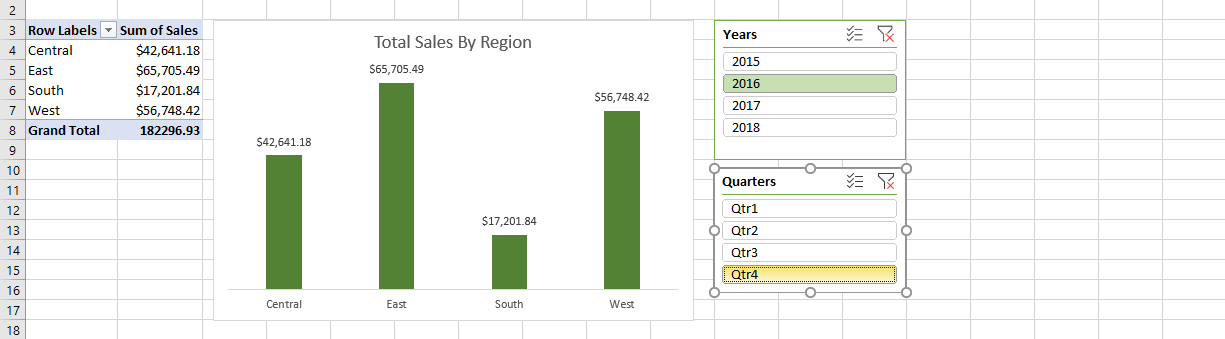 2
3 Row Labels Sum of Sales
4 Central $42,641.18
5 East $65,705.49
6 South $17,201.84
7 West $56,748.42
8 Grand Total 182296.93
9
10
11
12
13
14
15
16
17
18
Total Sales By Region
$65,705.49
$56,748.42
$42,641.18
$17,201.84
Central East South West
Years
2015
2016
2017
2018
Quarters
Qtr1
Qtr2
Qtr3
Qtr4